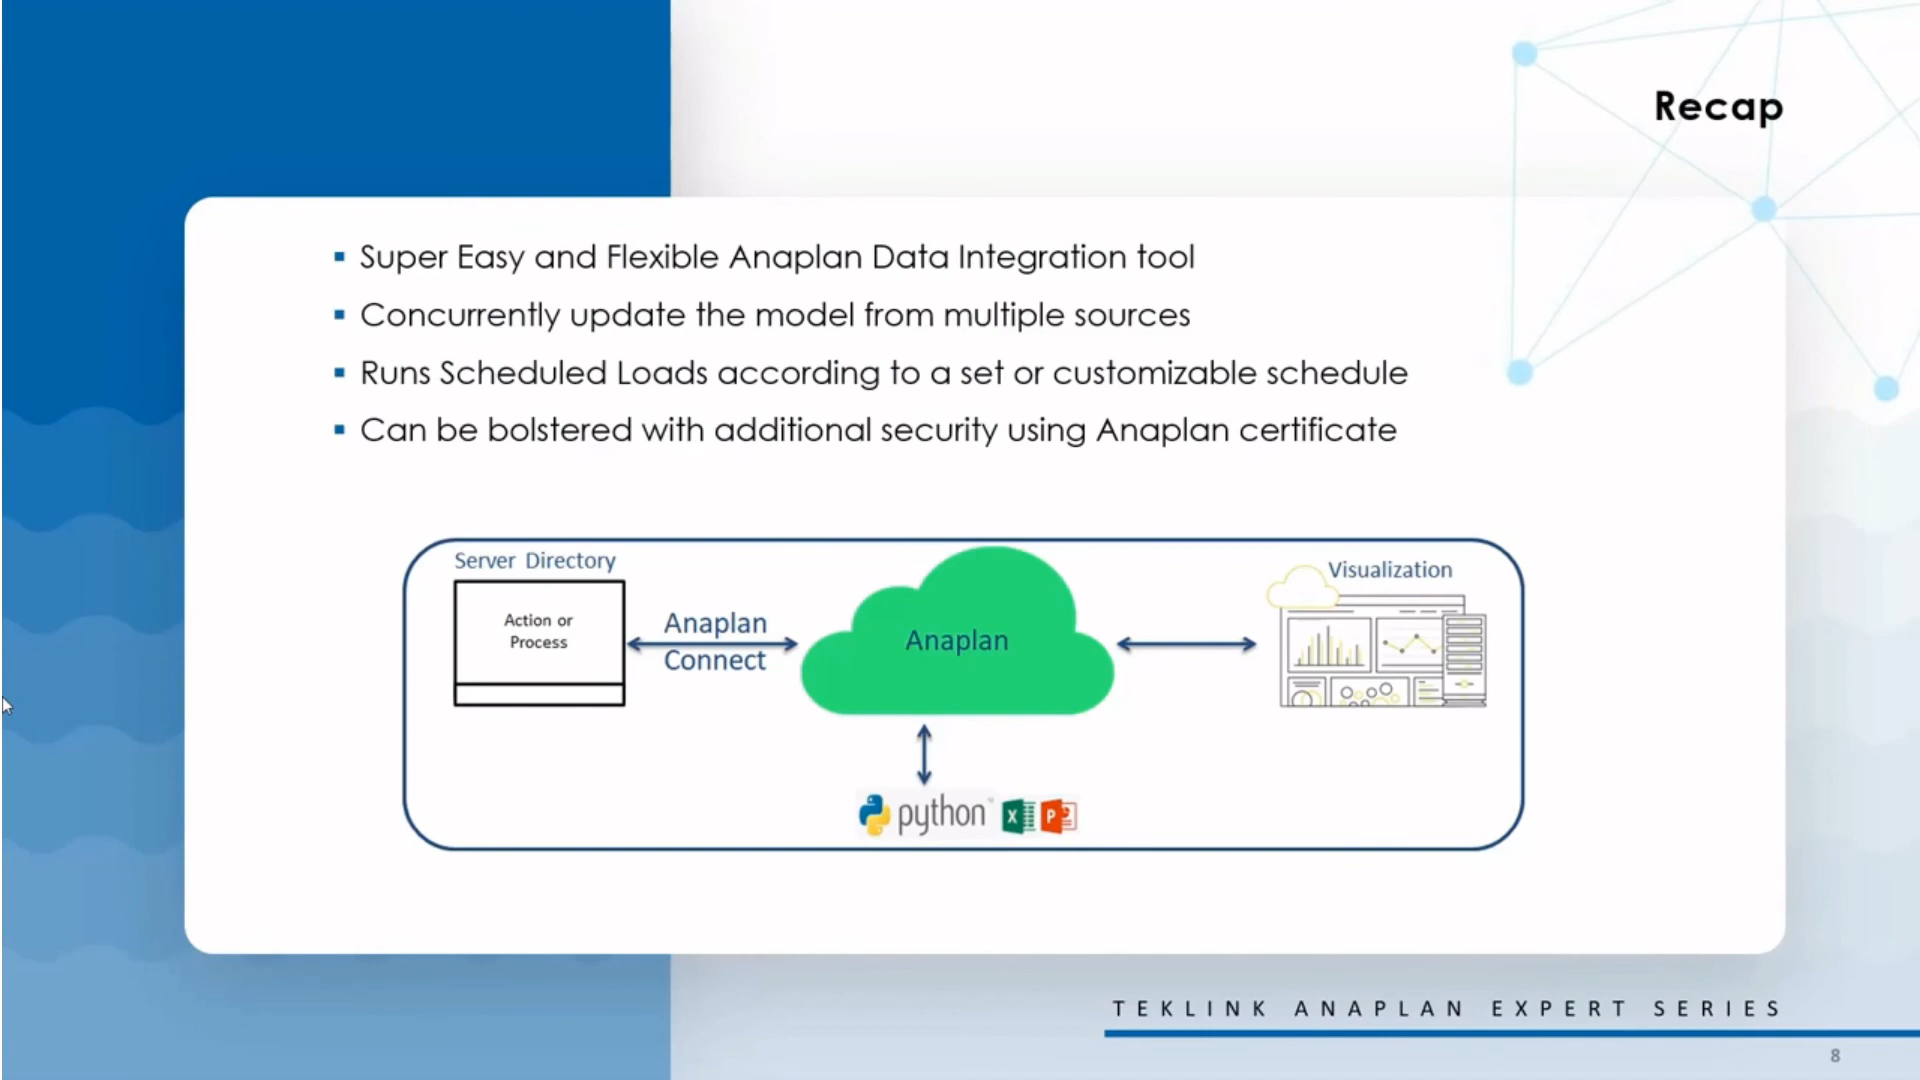 Recap
Super Easy and Flexible Anaplan Data Integration tool
Concurrently update the model from multiple sources
Runs Scheduled Loads according to a set or customizable schedule
Can be bolstered with additional security using Anaplan certificate
Server Directory
Action or
Process
Anaplan
Connect
Anaplan
Visualization
python
X
P
TEKLINK ANAPLAN EXPERT SERIES
8